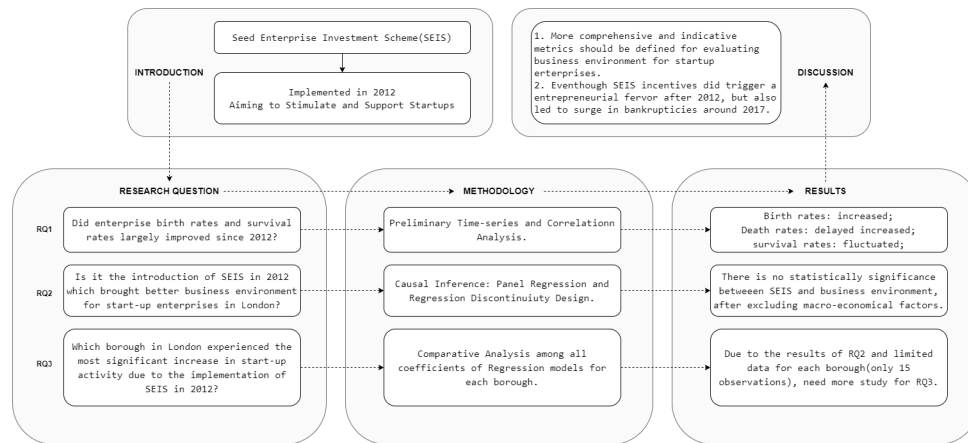 INTRODUCTION
Seed Enterprise Investment Scheme(SEIS)
Implemented in 2012
Aiming to Stimulate and Support Startups
1. More comprehensive and indicative
metrics should be defined for evaluating
business environment for startup
enterprises.
2. Eventhough SEIS incentives did trigger a
entrepreneurial fervor after 2012, but also
led to surge in bankrupticies around 2017.
DISCUSSION
RESEARCH QUESTION
METHODOLOGY
RESULTS
RQ1
Did enterprise birth rates and survival
rates largely improved since 2012?
Preliminary Time-series and Correlationn
Analysis.
Birth rates: increased;
Death rates: delayed increased;
survival rates: fluctuated;
RQ2
Is it the introduction of SEIS in 2012
which brought better business environment
for start-up enterprises in London?
Causal Inference: Panel Regression and
Regression Discontinuiuty Design.
There is no statistically significance
betweeen SEIS and business environment,
after excluding macro-economical factors.
RQ3
Which borough in London experienced the
most significant increase in start-up
activity due to the implementation of
SEIS in 2012?
Comparative Analysis among all
coefficients of Regression models for
each borough.
Due to the results of RQ2 and limited
data for each borough(only 15
observations), need more study for RQ3.